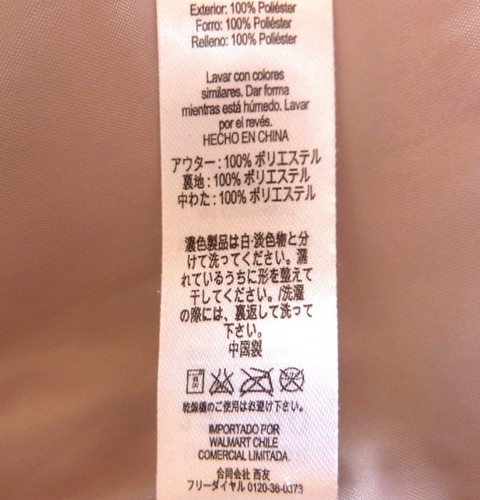 Exterior: 100% Poliéster
Forro: 100% Poliéster
Relleno: 100% Poliéster
Lavar con colores
similares. Dar forma
mientras está húmedo. Lavar
por el revés.
HECHO EN CHINA
アウター : 100% ポリエステル
裏地 : 100% ポリエステル
中わた : 100% ポリエステル
濃色製品は白·淡色物と分
けて洗ってください。濡
れているうちに形を整えて
干してください。/洗濯
の際には、裏返して洗って
下さい。
中国製
乾燥機のご使用はお避け下さい。
IMPORTADO POR
WALMART CHILE
COMERCIAL LIMITADA.
合同会社 西友
フリーダイヤル 0120-36-0373